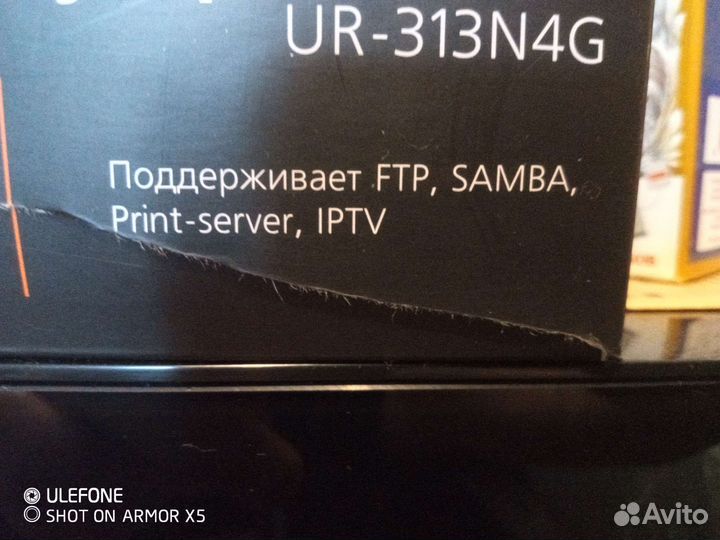 UR-313N4G
Поддерживает FTP, SAMBA,
Print-server, IPTV
ULEFONE
SHOT ON ARMOR X5
Avito